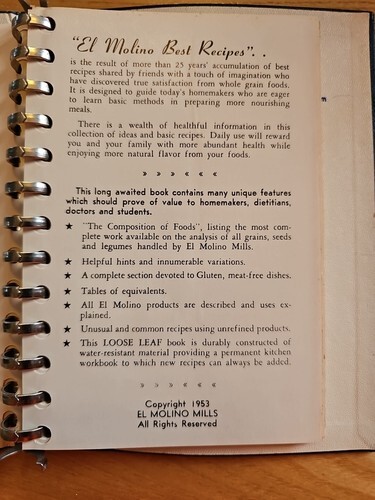 "El Molino Best Recipes". .
is the result of more than 25 years' accumulation of best
recipes shared by friends with a touch of imagination who
have discovered true satisfaction from whole grain foods.
It is designed to guide today's homemakers who are eager
to learn basic methods in preparing more nourishing
meals.
There is a wealth of healthful information in this
collection of ideas and basic recipes. Daily use will reward
you and your family with more abundant health while
enjoying more natural flavor from your foods.
» » » « « «
This long awaited book contains many unique features
which should prove of value to homemakers, dietitians,
doctors and students.
★ "The Composition of Foods", listing the most com-
plete work available on the analysis of all grains, seeds
and legumes handled by El Molino Mills.
★ Helpful hints and innumerable variations.
★ A complete section devoted to Gluten, meat-free dishes.
★ Tables of equivalents.
★ All El Molino products are described and uses ex-
plained.
★ Unusual and common recipes using unrefined products.
★ This LOOSE LEAF book is durably constructed of
water-resistant material providing a permanent kitchen
workbook to which new recipes can always be added.
» » » « « «
Copyright 1953
EL MOLINO MILLS
All Rights Reserved